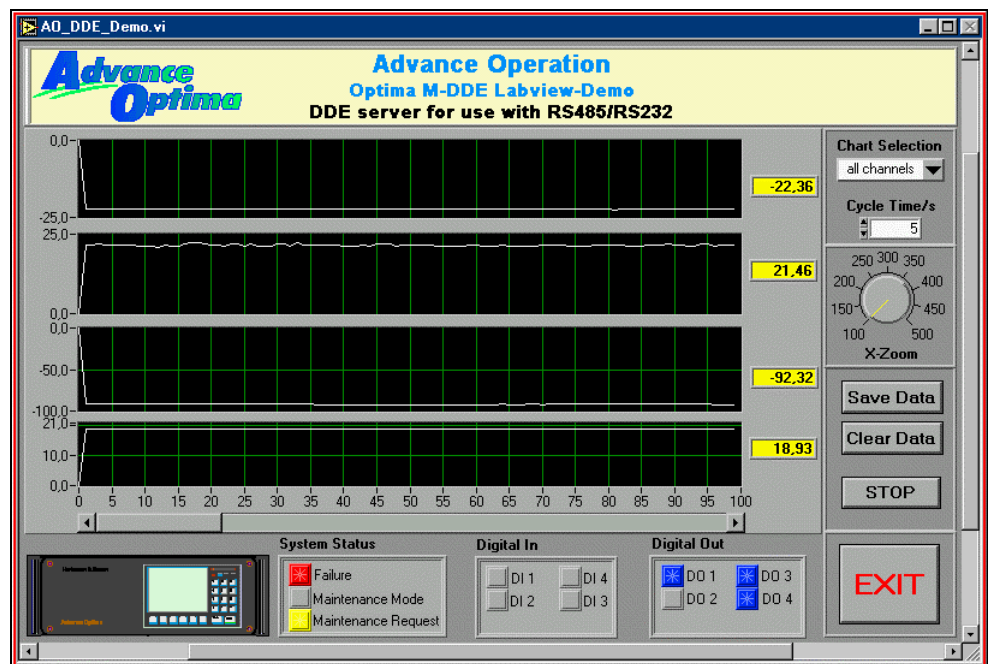 AO_DDE_Demo.vi
Advance Optima
Advance Operation
Optima M-DDE Labview-Demo
DDE server for use with RS485/RS232
0,0
-25,0
-22,36
25,0
0,0
21,46
0,0
-50,0
-100,0
-92,32
21,0
10,0
0,0
18,93
0 5 10 15 20 25 30 35 40 45 50 55 60 65 70 75 80 85 90 95 100
Chart Selection
all channels
Cycle Time/s
5
250 300 350
200 400
150 450
100 500
X-Zoom
Save Data
Clear Data
STOP
EXIT
System Status
Failure
Maintenance Mode
Maintenance Request
Digital In
DI 1 DI 4
DI 2 DI 3
Digital Out
DO 1 DO 3
DO 2 DO 4